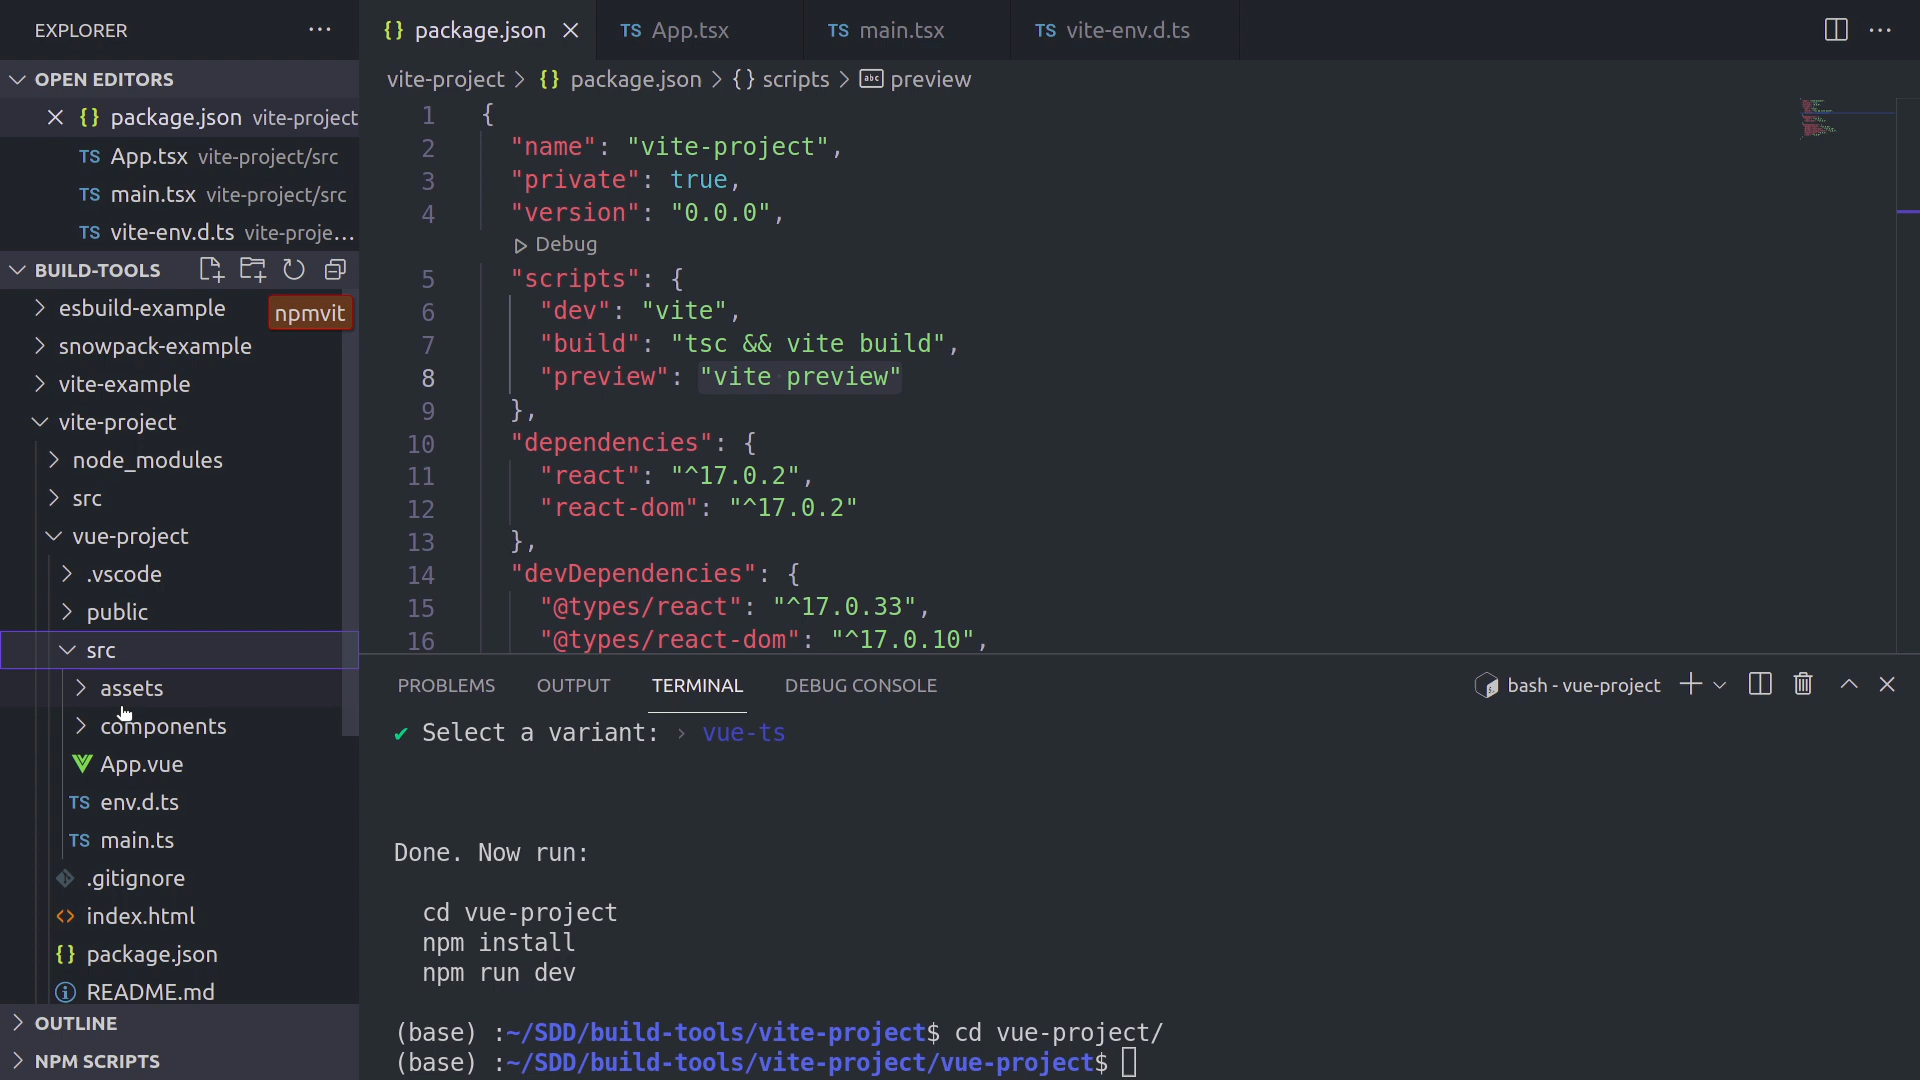 EXPLORER
OPEN EDITORS
{} package.json vite-project
TS App.tsx vite-project/src
TS main.tsx vite-project/src
TS vite-env.d.ts vite-proje...
BUILD-TOOLS
esbuild-example
npmvit
snowpack-example
vite-example
vite-project
node_modules
src
vue-project
.vscode
public
src
assets
components
App.vue
TS env.d.ts
TS main.ts
.gitignore
<> index.html
{} package.json
README.md
OUTLINE
NPM SCRIPTS
{} package.json
TS App.tsx
TS main.tsx
TS vite-env.d.ts
vite-project > {} package.json > {} scripts > abc preview
1 {
2 "name": "vite-project",
3 "private": true,
4 "version": "0.0.0",
Debug
5 "scripts": {
6 "dev": "vite",
7 "build": "tsc && vite build",
8 "preview": "vite preview"
9 },
10 "dependencies": {
11 "react": "^17.0.2",
12 "react-dom": "^17.0.2"
13 },
14 "devDependencies": {
15 "@types/react": "^17.0.33",
16 "@types/react-dom": "^17.0.10",
PROBLEMS
OUTPUT
TERMINAL
DEBUG CONSOLE
bash - vue-project
✔ Select a variant: › vue-ts
Done. Now run:
cd vue-project
npm install
npm run dev
(base) :~/SDD/build-tools/vite-project$ cd vue-project/
(base) :~/SDD/build-tools/vite-project/vue-project$